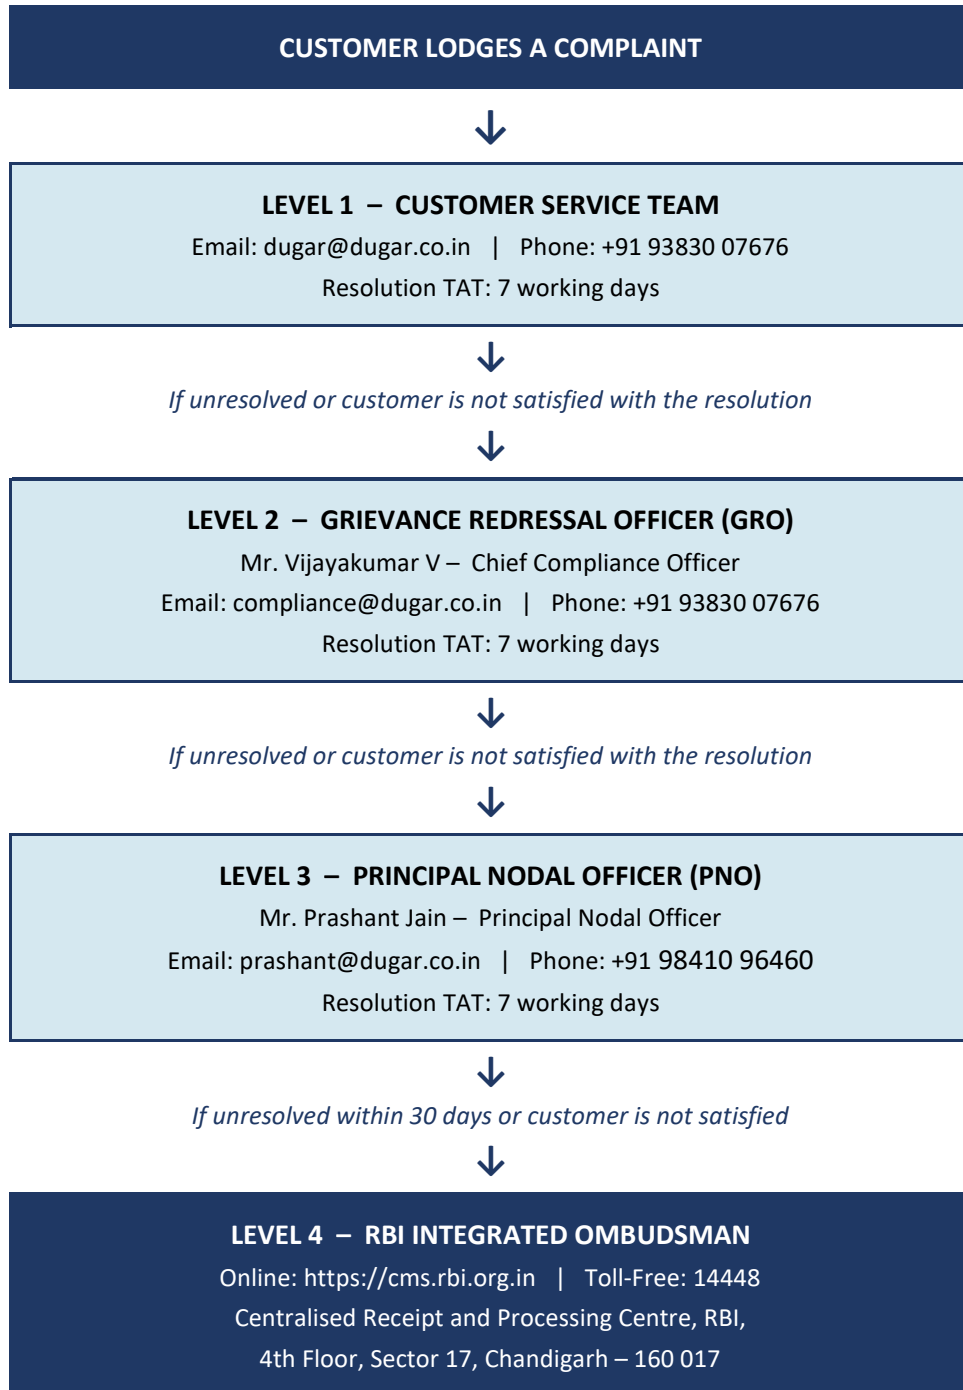 CUSTOMER LODGES A COMPLAINT
LEVEL 1 – CUSTOMER SERVICE TEAM
Email: dugar@dugar.co.in | Phone: +91 93830 07676
Resolution TAT: 7 working days
If unresolved or customer is not satisfied with the resolution
LEVEL 2 – GRIEVANCE REDRESSAL OFFICER (GRO)
Mr. Vijayakumar V – Chief Compliance Officer
Email: compliance@dugar.co.in | Phone: +91 93830 07676
Resolution TAT: 7 working days
If unresolved or customer is not satisfied with the resolution
LEVEL 3 – PRINCIPAL NODAL OFFICER (PNO)
Mr. Prashant Jain – Principal Nodal Officer
Email: prashant@dugar.co.in | Phone: +91 98410 96460
Resolution TAT: 7 working days
If unresolved within 30 days or customer is not satisfied
LEVEL 4 – RBI INTEGRATED OMBUDSMAN
Online: https://cms.rbi.org.in | Toll-Free: 14448
Centralised Receipt and Processing Centre, RBI,
4th Floor, Sector 17, Chandigarh – 160 017